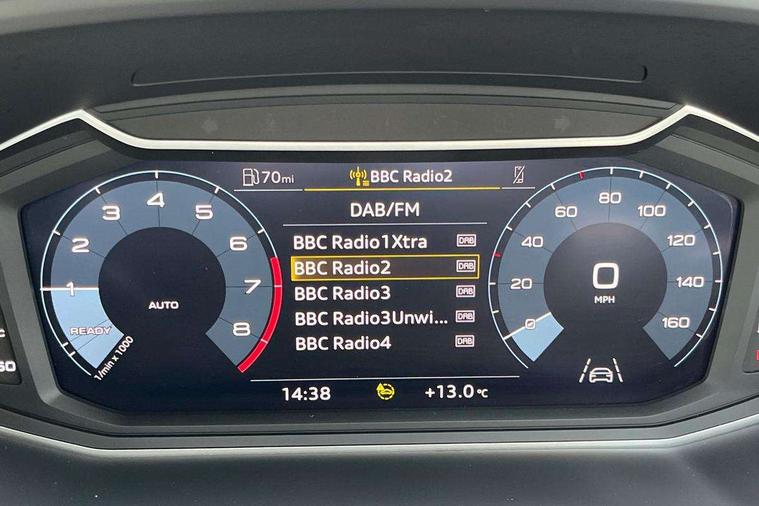 70mi
BBC Radio2
DAB/FM
BBC Radio1Xtra DAB
BBC Radio2 DAB
BBC Radio3 DAB
BBC Radio3Unwi... DAB
BBC Radio4 DAB
14:38
+13.0°C
READY
1
2
3
4
5
6
7
8
AUTO
1/min x 1000
0
20
40
60
80
100
120
140
160
0
MPH
60